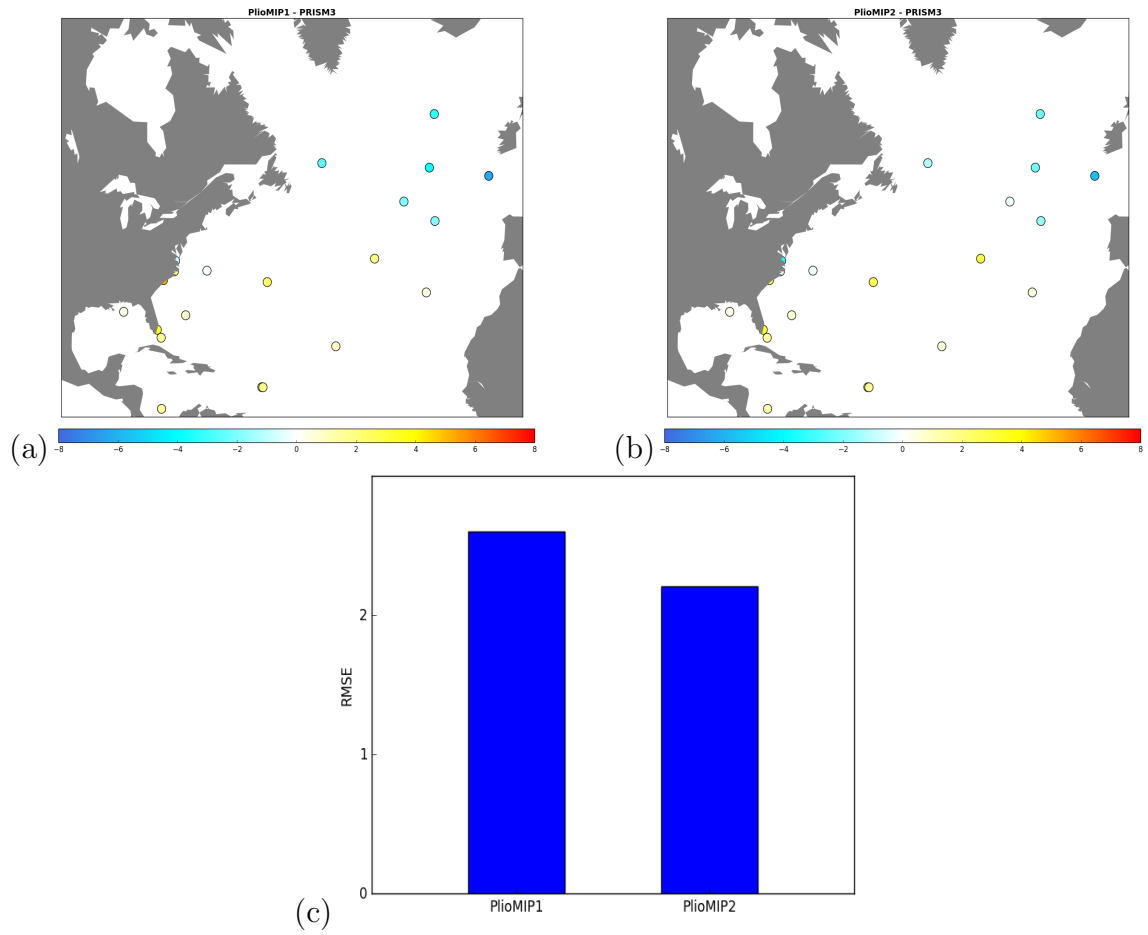 PlioMIP1 - PRISM3
PlioMIP2 - PRISM3
(a)
−8 −6 −4 −2 0 2 4 6 8
(b)
−8 −6 −4 −2 0 2 4 6 8
2
RMSE
1
0
PlioMIP1 PlioMIP2
(c)